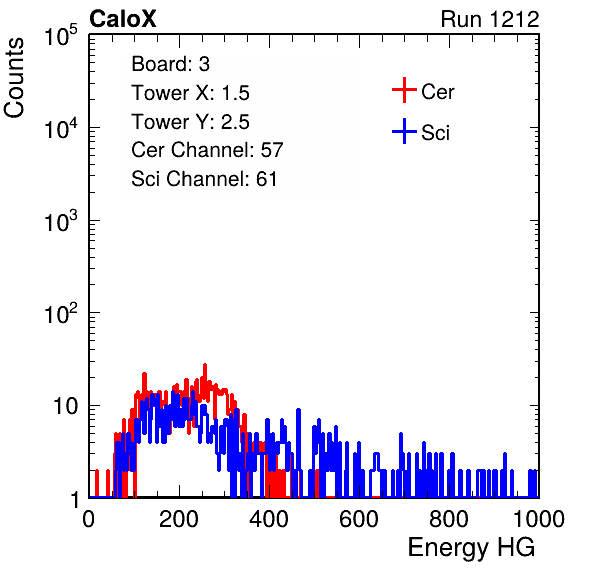 CaloX Run 1212
Counts
10^5
10^4
10^3
10^2
10
1
Board: 3
Tower X: 1.5
Tower Y: 2.5
Cer Channel: 57
Sci Channel: 61
Cer
Sci
0 200 400 600 800 1000
Energy HG